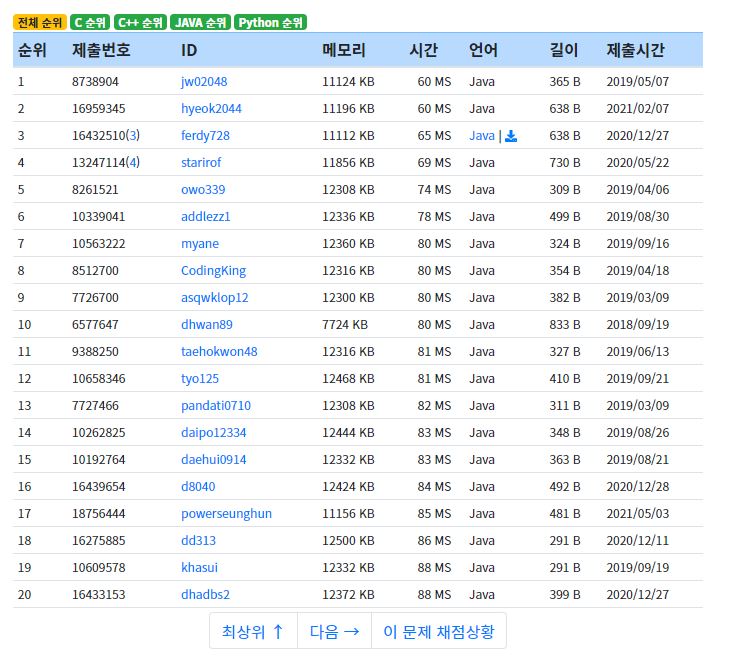 전체 순위 C 순위 C++ 순위 JAVA 순위 Python 순위
순위 제출번호 ID 메모리 시간 언어 길이 제출시간
1 8738904 jw02048 11124 KB 60 MS Java 365 B 2019/05/07
2 16959345 hyeok2044 11196 KB 60 MS Java 638 B 2021/02/07
3 16432510(3) ferdy728 11112 KB 65 MS Java | 638 B 2020/12/27
4 13247114(4) starirof 11856 KB 69 MS Java 730 B 2020/05/22
5 8261521 owo339 12308 KB 74 MS Java 309 B 2019/04/06
6 10339041 addlezz1 12336 KB 78 MS Java 499 B 2019/08/30
7 10563222 myane 12360 KB 80 MS Java 324 B 2019/09/16
8 8512700 CodingKing 12316 KB 80 MS Java 354 B 2019/04/18
9 7726700 asqwklop12 12300 KB 80 MS Java 382 B 2019/03/09
10 6577647 dhwan89 7724 KB 80 MS Java 833 B 2018/09/19
11 9388250 taehokwon48 12316 KB 81 MS Java 327 B 2019/06/13
12 10658346 tyo125 12468 KB 81 MS Java 410 B 2019/09/21
13 7727466 pandati0710 12308 KB 82 MS Java 311 B 2019/03/09
14 10262825 daipo12334 12444 KB 83 MS Java 348 B 2019/08/26
15 10192764 daehui0914 12332 KB 83 MS Java 363 B 2019/08/21
16 16439654 d8040 12424 KB 84 MS Java 492 B 2020/12/28
17 18756444 powerseunghun 11156 KB 85 MS Java 481 B 2021/05/03
18 16275885 dd313 12500 KB 86 MS Java 291 B 2020/12/11
19 10609578 khasui 12332 KB 88 MS Java 291 B 2019/09/19
20 16433153 dhadbs2 12372 KB 88 MS Java 399 B 2020/12/27
최상위 ↑ 다음 → 이 문제 채점상황